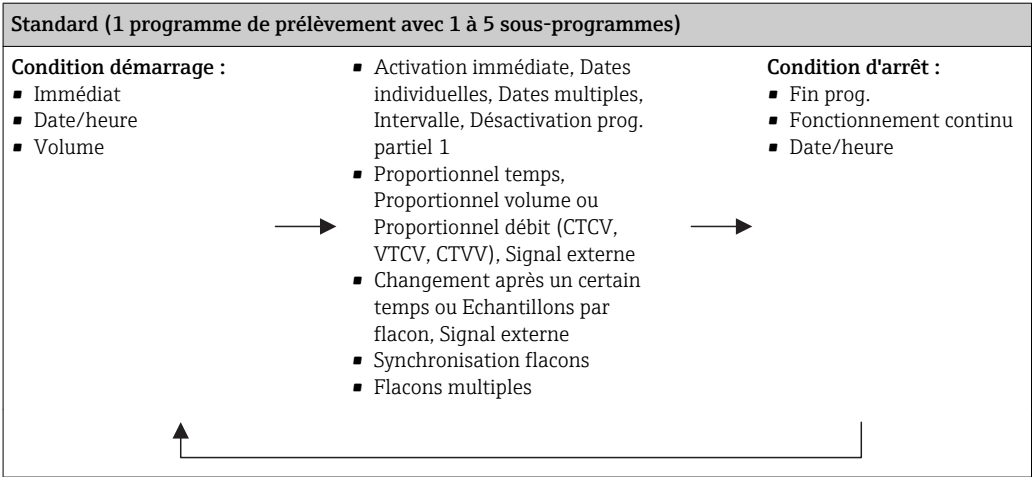 Standard (1 programme de prélèvement avec 1 à 5 sous-programmes)
Condition démarrage :
▪ Immédiat
▪ Date/heure
▪ Volume
▪ Activation immédiate, Dates
individuelles, Dates multiples,
Intervalle, Désactivation prog.
partiel 1
▪ Proportionnel temps,
Proportionnel volume ou
Proportionnel débit (CTCV,
VTCV, CTVV), Signal externe
▪ Changement après un certain
temps ou Echantillons par
flacon, Signal externe
▪ Synchronisation flacons
▪ Flacons multiples
Condition d'arrêt :
▪ Fin prog.
▪ Fonctionnement continu
▪ Date/heure